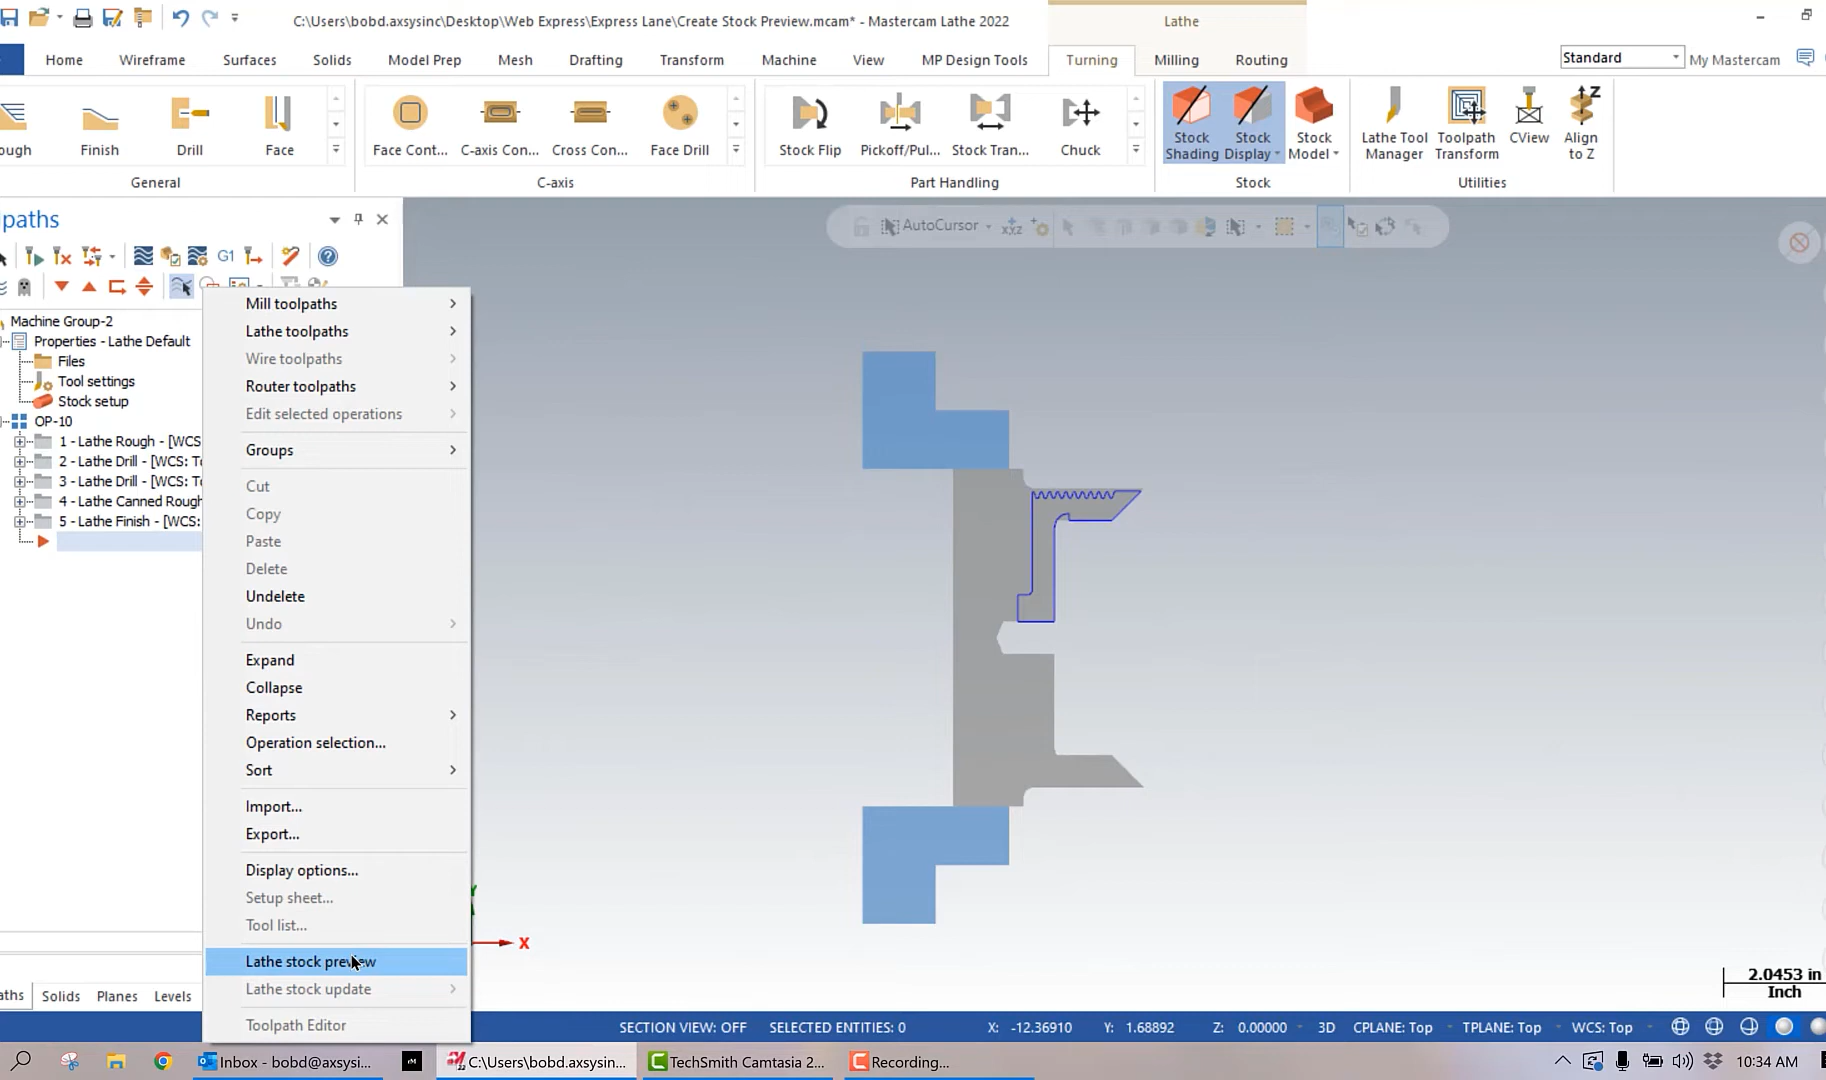 C:\Users\bobd.axsysinc\Desktop\Web Express\Express Lane\Create Stock Preview.mcam* - Mastercam Lathe 2022
Lathe
Home Wireframe Surfaces Solids Model Prep Mesh Drafting Transform Machine View MP Design Tools Turning Milling Routing
Standard
My Mastercam
ough Finish Drill Face
General
Face Cont... C-axis Con... Cross Con... Face Drill
C-axis
Stock Flip Pickoff/Pul... Stock Tran... Chuck
Part Handling
Stock Shading
Stock Display
Stock Model
Stock
Lathe Tool Manager
Toolpath Transform
CView
Align to Z
Utilities
lpaths
G1
AutoCursor
xyz
Machine Group-2
Properties - Lathe Default
Files
Tool settings
Stock setup
OP-10
1 - Lathe Rough - [WCS
2 - Lathe Drill - [WCS: To
3 - Lathe Drill - [WCS: To
4 - Lathe Canned Rough
5 - Lathe Finish - [WCS:
Mill toolpaths
Lathe toolpaths
Wire toolpaths
Router toolpaths
Edit selected operations
Groups
Cut
Copy
Paste
Delete
Undelete
Undo
Expand
Collapse
Reports
Operation selection...
Sort
Import...
Export...
Display options...
Setup sheet...
Tool list...
Lathe stock preview
Lathe stock update
Toolpath Editor
X
2.0453 in
Inch
aths Solids Planes Levels
SECTION VIEW: OFF SELECTED ENTITIES: 0 X: -12.36910 Y: 1.68892 Z: 0.00000 3D CPLANE: Top TPLANE: Top WCS: Top
Inbox - bobd@axsysi...
C:\Users\bobd.axsysin...
TechSmith Camtasia 2...
Recording...
10:34 AM